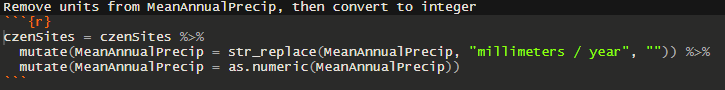 Remove units from MeanAnnualPrecip, then convert to integer
```{r}
czenSites = czenSites %>%
  mutate(MeanAnnualPrecip = str_replace(MeanAnnualPrecip, "millimeters / year", "")) %>%
  mutate(MeanAnnualPrecip = as.numeric(MeanAnnualPrecip))
```